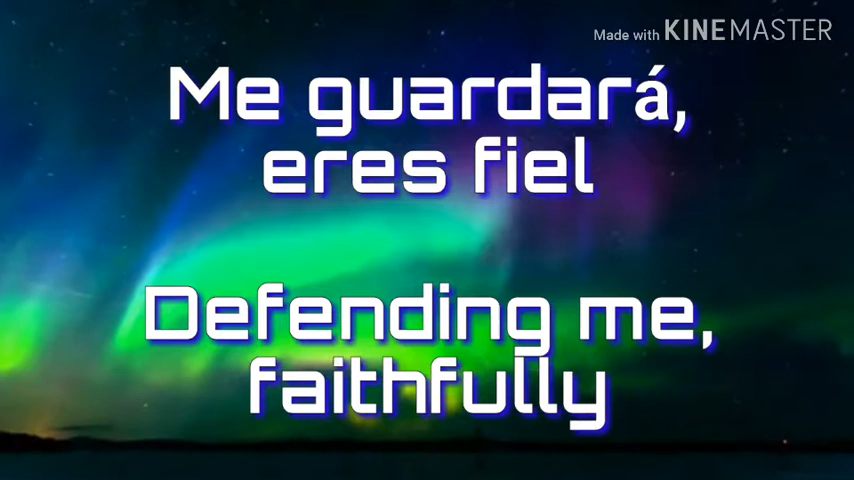 Made with KINEMASTER
Me guardará,
eres fiel
Defending me,
faithfully